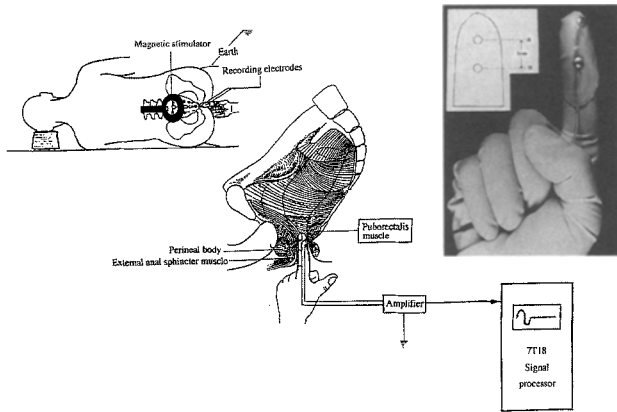 Magnetic stimulator
Earth
Recording electrodes
Puborectalis
muscle
Perineal body
External anal sphincter muscle
Amplifier
7T18
Signal
processor